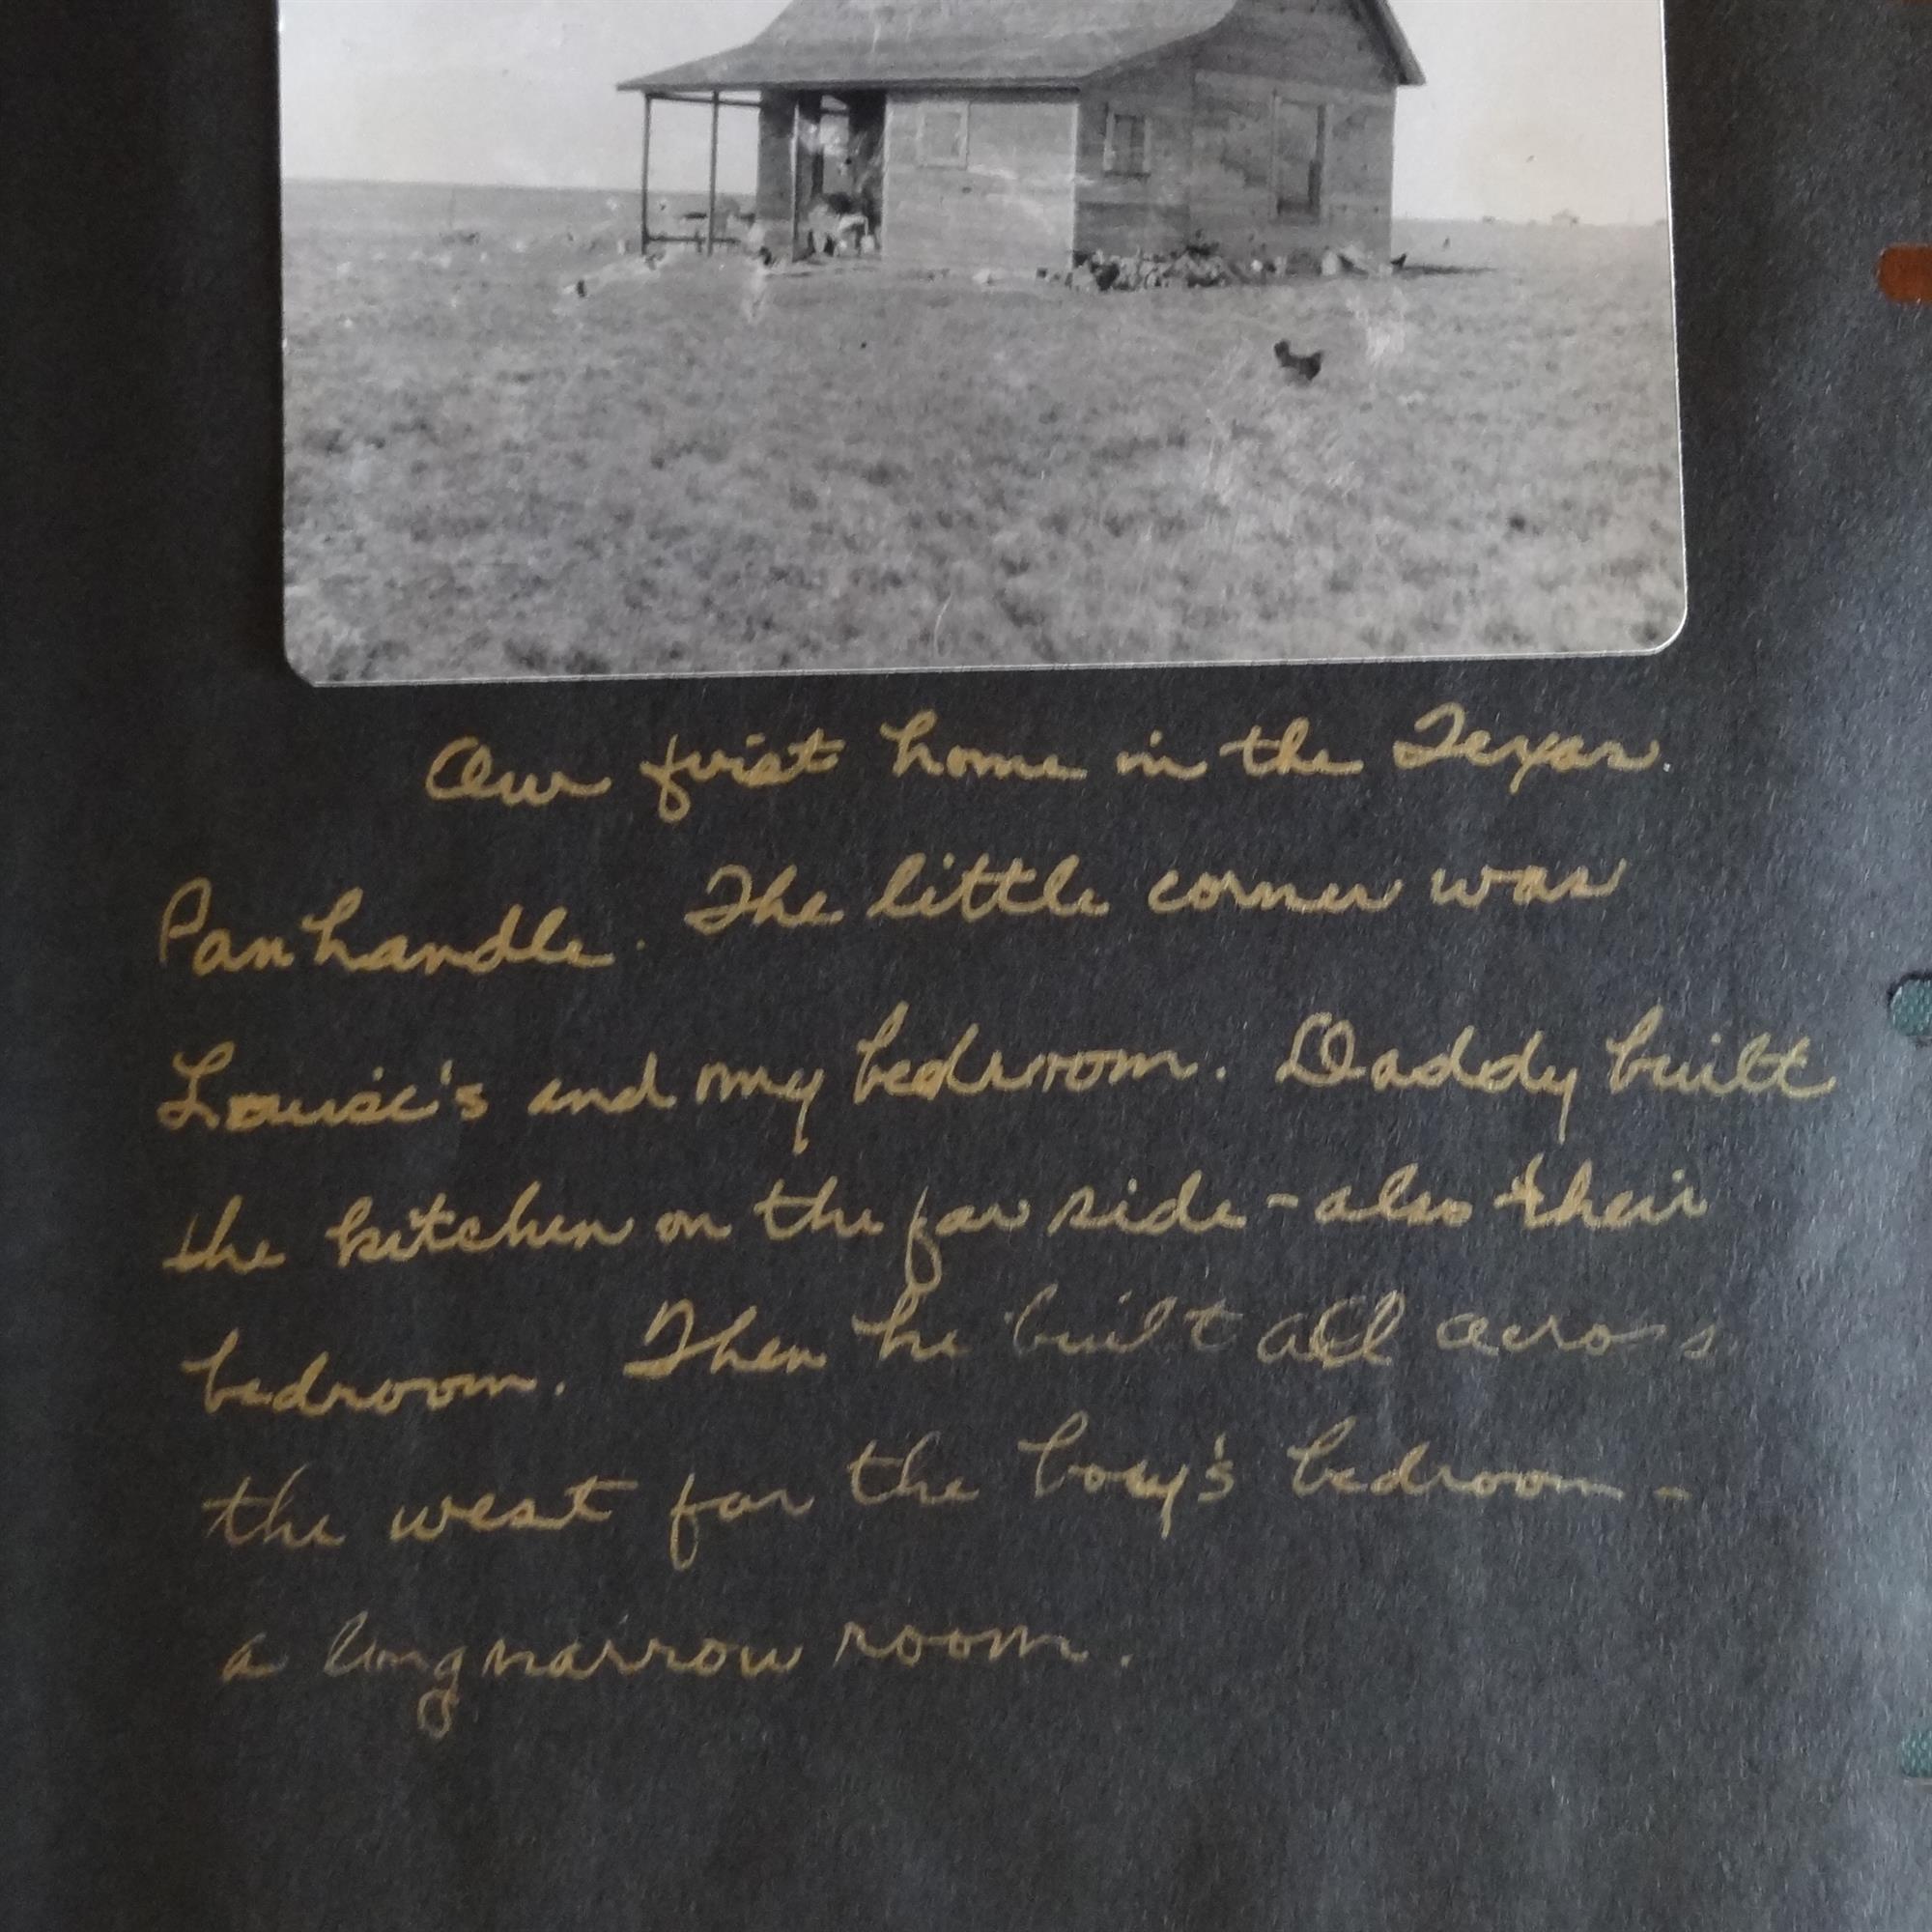 Our first home in the Texas
Panhandle. The little corner was
Louise's and my bedroom. Daddy built
the kitchen on the far side - also their
bedroom. Then he built all across
the west for the boy's bedroom -
a long narrow room.